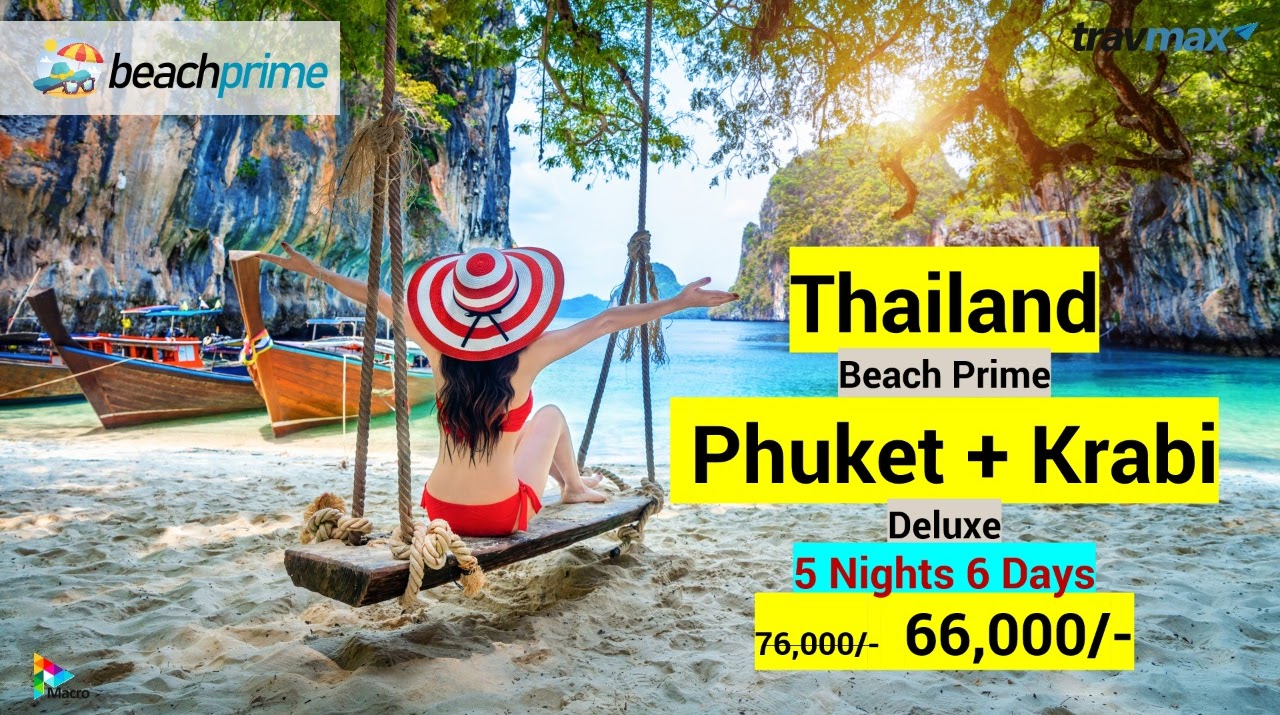 beachprime
travmax
Thailand
Beach Prime
Phuket + Krabi
Deluxe
5 Nights 6 Days
76,000/- 66,000/-
Macro